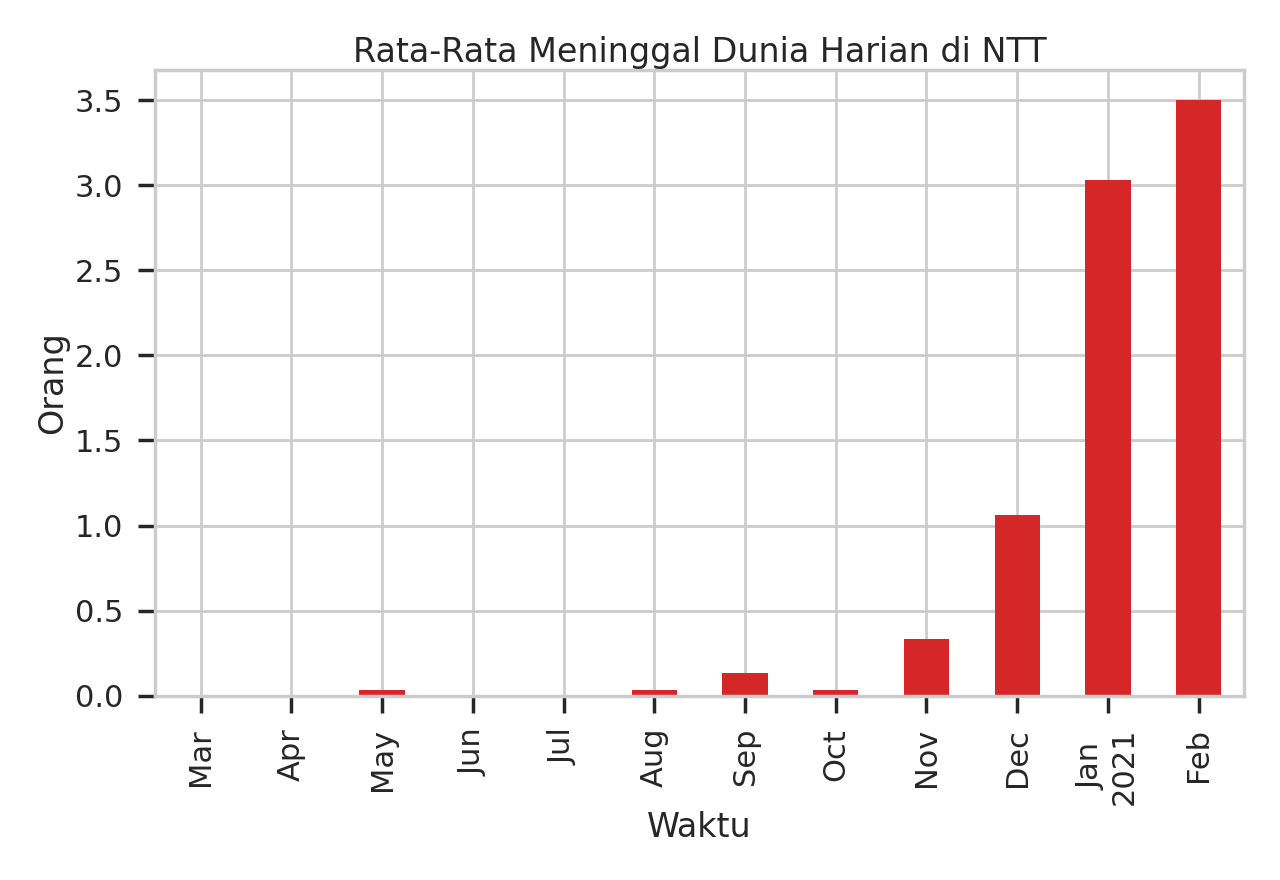 Rata-Rata Meninggal Dunia Harian di NTT
3.5
3.0
2.5
2.0
1.5
1.0
0.5
0.0
Orang
Mar
Apr
May
Jun
Jul
Aug
Sep
Oct
Nov
Dec
Jan
2021
Feb
Waktu